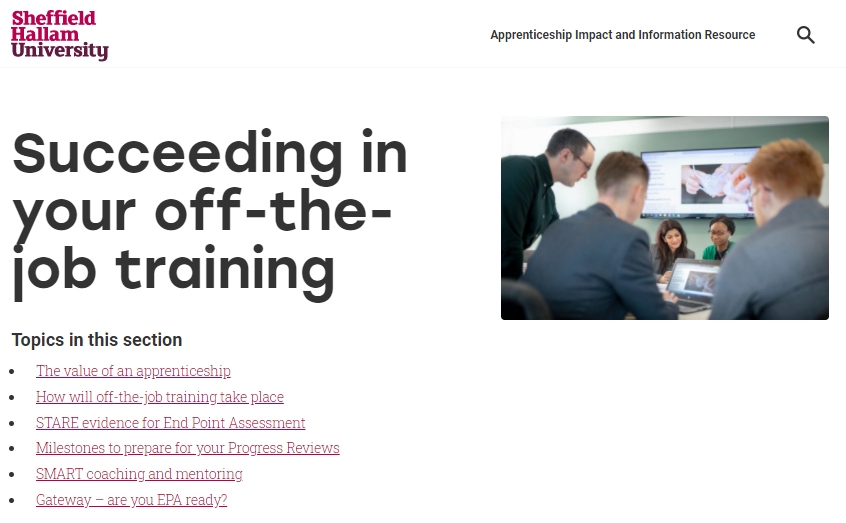 Sheffield
Hallam
University
Apprenticeship Impact and Information Resource
Succeeding in
your off-the-
job training
Topics in this section
The value of an apprenticeship
How will off-the-job training take place
STARE evidence for End Point Assessment
Milestones to prepare for your Progress Reviews
SMART coaching and mentoring
Gateway – are you EPA ready?